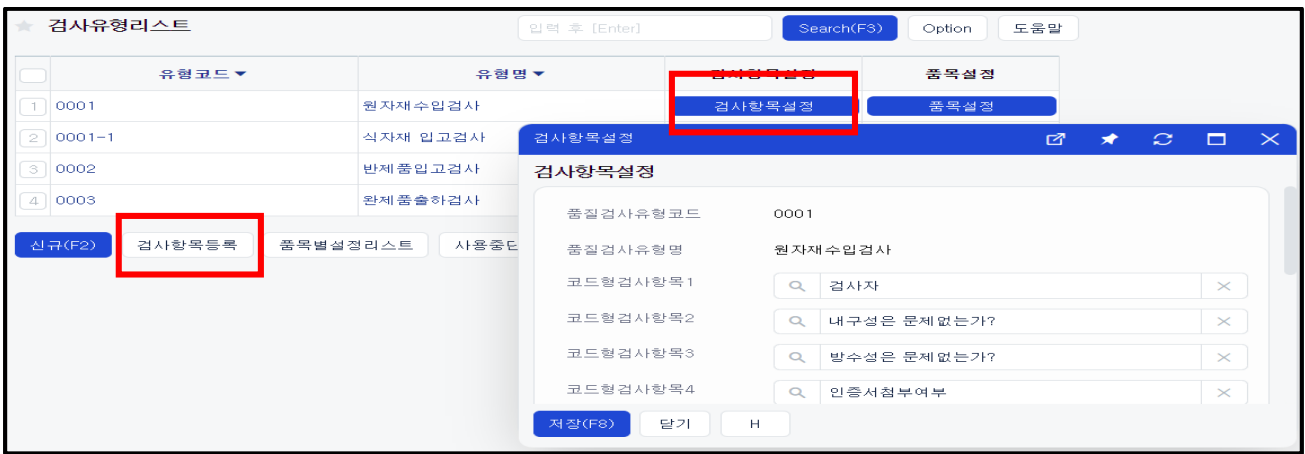 검사유형리스트
입력 후 [Enter]
Search(F3)
Option
도움말
유형코드▼ 유형명▼ 검사항목설정 품목설정
1 0001 원자재수입검사 검사항목설정 품목설정
2 0001-1 식자재 입고검사
3 0002 반제품입고검사
4 0003 완제품출하검사
신규(F2) 검사항목등록 품목별설정리스트 사용중단
검사항목설정
검사항목설정
품질검사유형코드 0001
품질검사유형명 원자재수입검사
코드형검사항목1 검사자
코드형검사항목2 내구성은 문제없는가?
코드형검사항목3 방수성은 문제없는가?
코드형검사항목4 인증서첨부여부
저장(F8) 닫기 H